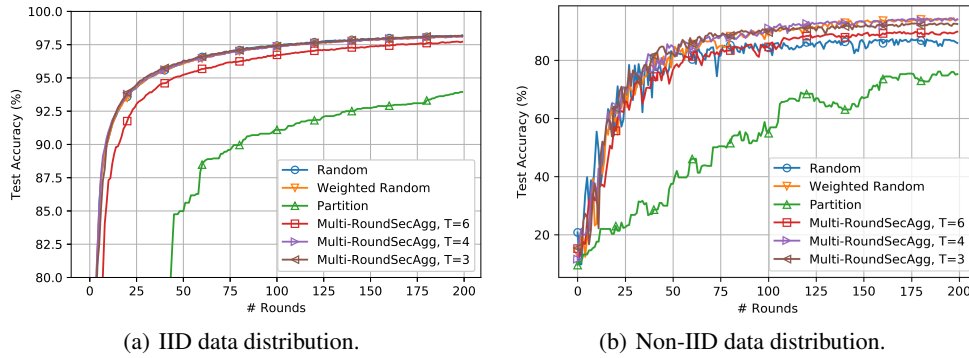 100.0
97.5
95.0
92.5
90.0
87.5
85.0
82.5
80.0
Test Accuracy (%)
0 25 50 75 100 125 150 175 200
# Rounds
Random
Weighted Random
Partition
Multi-RoundSecAgg, T=6
Multi-RoundSecAgg, T=4
Multi-RoundSecAgg, T=3
(a) IID data distribution.
80
60
40
20
Test Accuracy (%)
0 25 50 75 100 125 150 175 200
# Rounds
Random
Weighted Random
Partition
Multi-RoundSecAgg, T=6
Multi-RoundSecAgg, T=4
Multi-RoundSecAgg, T=3
(b) Non-IID data distribution.